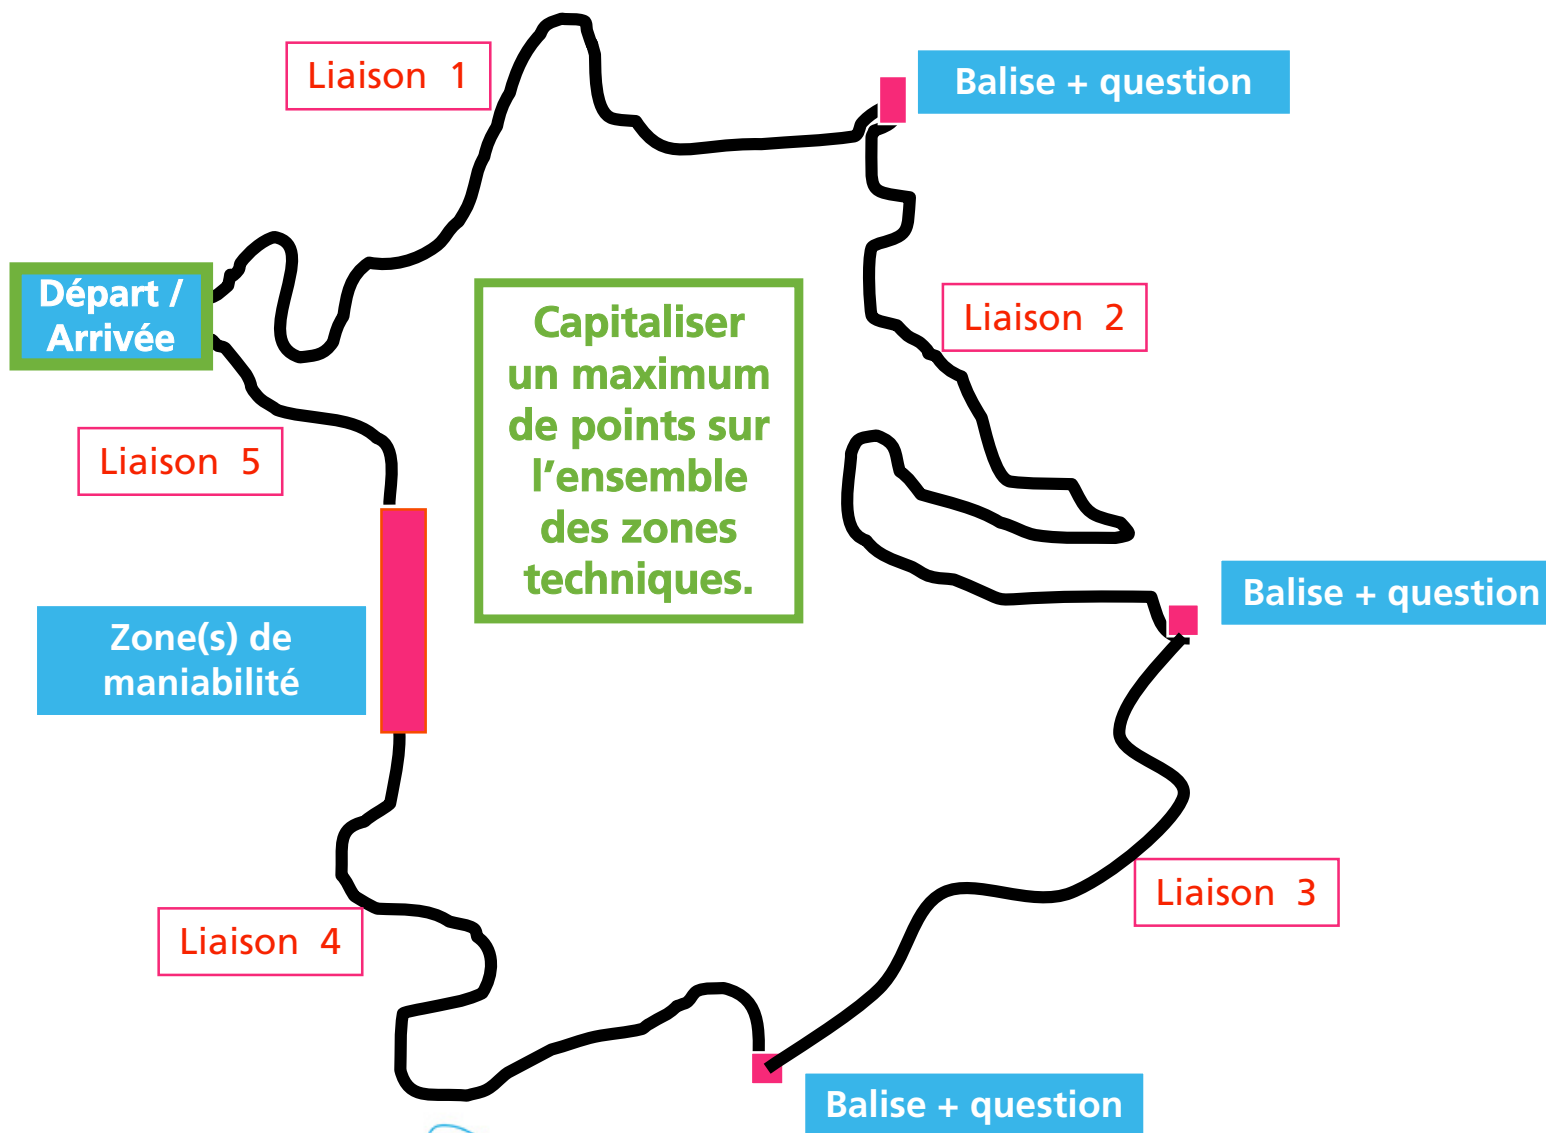 Liaison 1
Balise + question
Départ /
Arrivée
Liaison 2
Capitaliser
un maximum
de points sur
l'ensemble
des zones
techniques.
Liaison 5
Balise + question
Zone(s) de
maniabilité
Liaison 3
Liaison 4
Balise + question